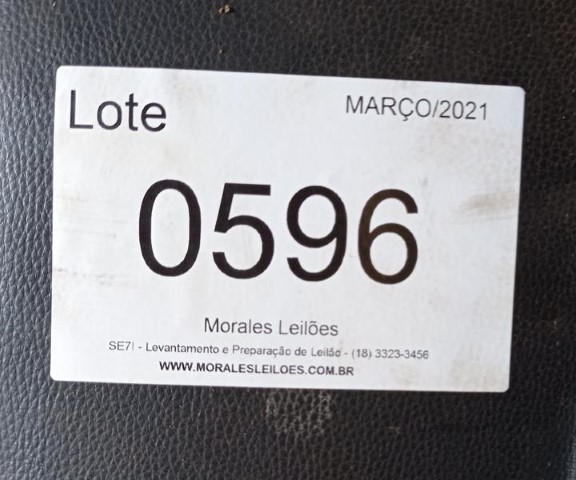 Lote
MARÇO/2021
0596
Morales Leilões
SE7I - Levantamento e Preparação de Leilão - (18) 3323-3456
WWW.MORALESLEILOES.COM.BR